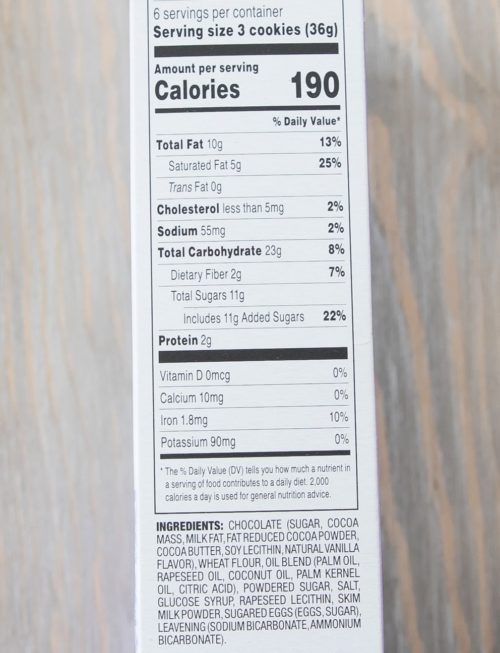 6 servings per container
Serving size 3 cookies (36g)
Amount per serving
Calories 190
% Daily Value*
Total Fat 10g 13%
Saturated Fat 5g 25%
Trans Fat 0g
Cholesterol less than 5mg 2%
Sodium 55mg 2%
Total Carbohydrate 23g 8%
Dietary Fiber 2g 7%
Total Sugars 11g
Includes 11g Added Sugars 22%
Protein 2g
Vitamin D 0mcg 0%
Calcium 10mg 0%
Iron 1.8mg 10%
Potassium 90mg 0%
* The % Daily Value (DV) tells you how much a nutrient in
a serving of food contributes to a daily diet. 2,000
calories a day is used for general nutrition advice.
INGREDIENTS: CHOCOLATE (SUGAR, COCOA
MASS, MILK FAT, FAT REDUCED COCOA POWDER,
COCOA BUTTER, SOY LECITHIN, NATURAL VANILLA
FLAVOR), WHEAT FLOUR, OIL BLEND (PALM OIL,
RAPESEED OIL, COCONUT OIL, PALM KERNEL
OIL, CITRIC ACID), POWDERED SUGAR, SALT,
GLUCOSE SYRUP, RAPESEED LECITHIN, SKIM
MILK POWDER, SUGARED EGGS (EGGS, SUGAR),
LEAVENING (SODIUM BICARBONATE, AMMONIUM
BICARBONATE).